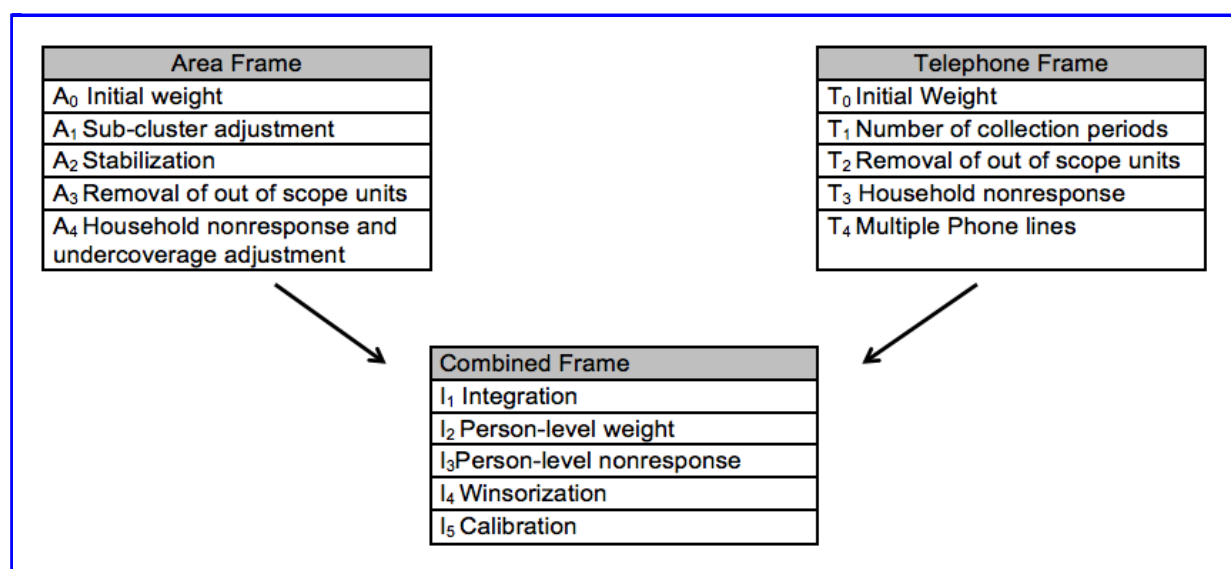 Area Frame
A₀ Initial weight
A₁ Sub-cluster adjustment
A₂ Stabilization
A₃ Removal of out of scope units
A₄ Household nonresponse and
undercoverage adjustment
Telephone Frame
T₀ Initial Weight
T₁ Number of collection periods
T₂ Removal of out of scope units
T₃ Household nonresponse
T₄ Multiple Phone lines
Combined Frame
I₁ Integration
I₂ Person-level weight
I₃Person-level nonresponse
I₄ Winsorization
I₅ Calibration